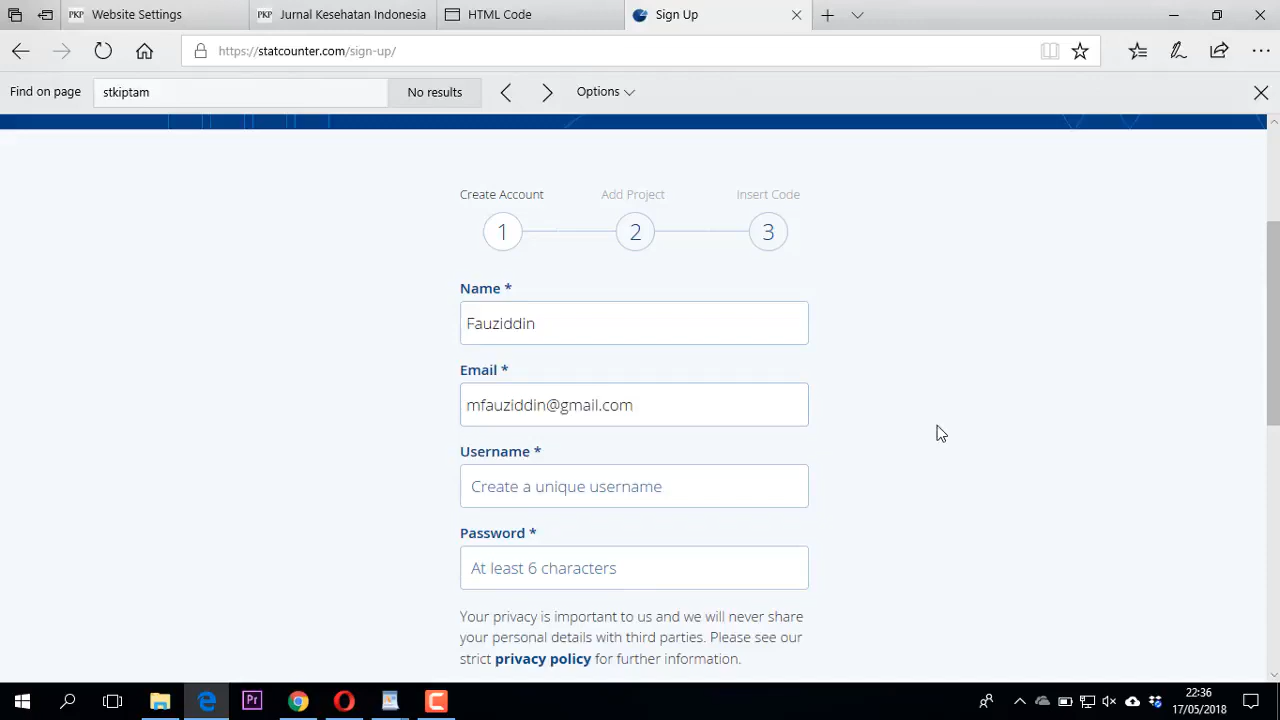 Website Settings
Jurnal Kesehatan Indonesia
HTML Code
Sign Up
https://statcounter.com/sign-up/
Find on page
stkiptam
No results
Options
Create Account
Add Project
Insert Code
1
2
3
Name *
Fauziddin
Email *
mfauziddin@gmail.com
Username *
Create a unique username
Password *
At least 6 characters
Your privacy is important to us and we will never share
your personal details with third parties. Please see our
strict privacy policy for further information.
22:36
17/05/2018